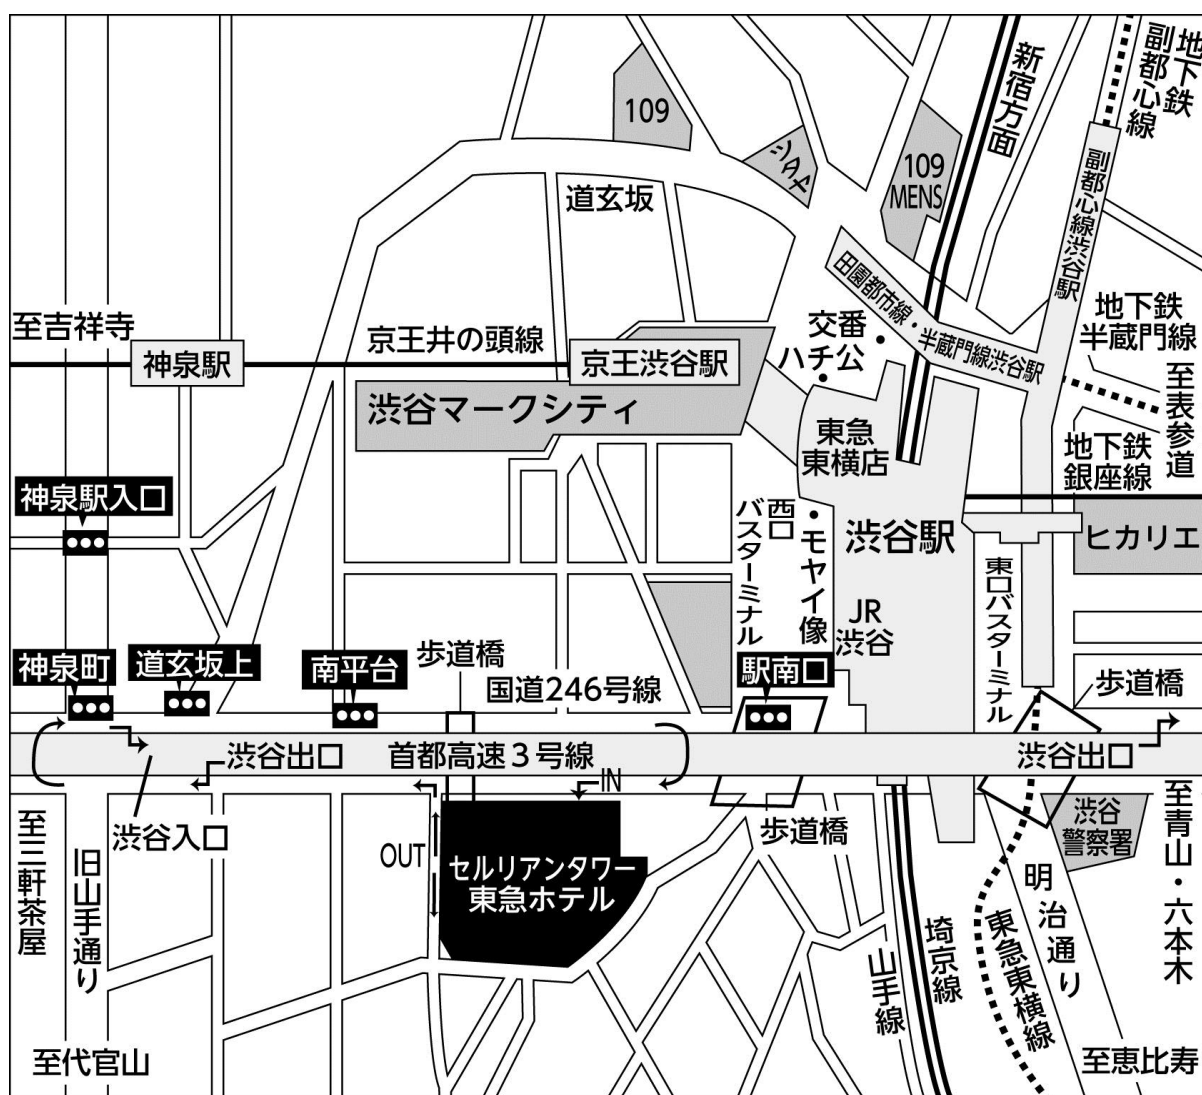 地下鉄
副都心線
新宿方面
109
シブヤ
109
MENS
副都心線渋谷駅
道玄坂
田園都市線・半蔵門線渋谷駅
至吉祥寺
神泉駅
京王井の頭線
京王渋谷駅
交番
ハチ公
地下鉄
半蔵門線
至表参道
渋谷マークシティ
東急
東横店
地下鉄
銀座線
神泉駅入口
西口
バスターミナル
・モヤイ像
渋谷駅
ヒカリエ
東口バスターミナル
JR
渋谷
神泉町
道玄坂上
南平台
歩道橋
国道246号線
駅南口
歩道橋
渋谷出口
首都高速3号線
渋谷出口
IN
渋谷入口
至三軒茶屋
旧山手通り
OUT
セルリアンタワー
東急ホテル
歩道橋
渋谷
警察署
至青山・六本木
明治通り
山手線
埼京線
東急東横線
至代官山
至恵比寿